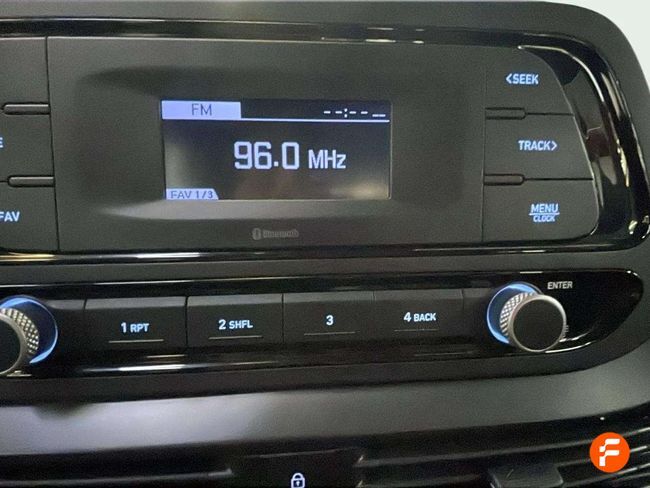 FM --:-- 
<SEEK
96.0 MHz
TRACK>
FAV 1/3
FAV
MENU
CLOCK
Bluetooth
ENTER
1 RPT
2 SHFL
3
4 BACK